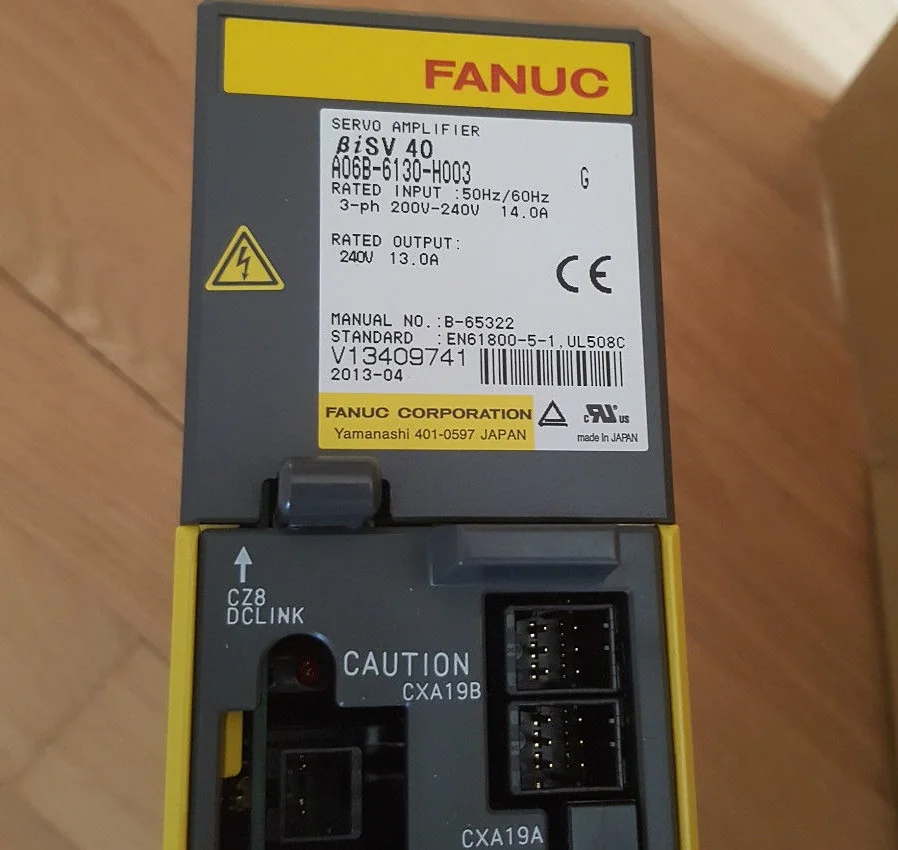 FANUC
SERVO AMPLIFIER
βiSV 40
A06B-6130-H003 G
RATED INPUT :50Hz/60Hz
3-ph 200V-240V 14.0A
RATED OUTPUT:
240V 13.0A
CE
MANUAL NO.:B-65322
STANDARD :EN61800-5-1,UL508C
V13409741
2013-04
FANUC CORPORATION
Yamanashi 401-0597 JAPAN
c RU US
made in JAPAN
CZ8
DCLINK
CAUTION
CXA19B
CXA19A